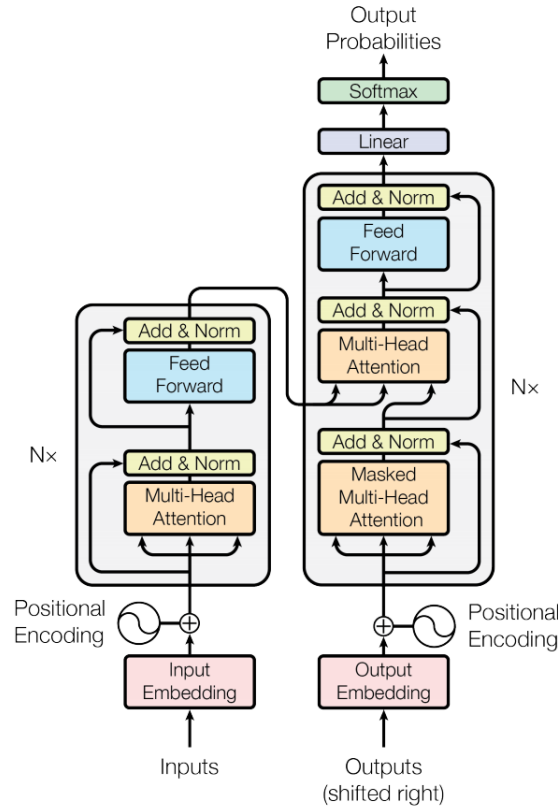 Output
Probabilities
Softmax
Linear
Add & Norm
Feed
Forward
Add & Norm
Multi-Head
Attention
Add & Norm
Masked
Multi-Head
Attention
N×
Add & Norm
Feed
Forward
Add & Norm
Multi-Head
Attention
N×
Positional
Encoding
Positional
Encoding
Input
Embedding
Output
Embedding
Inputs
Outputs
(shifted right)